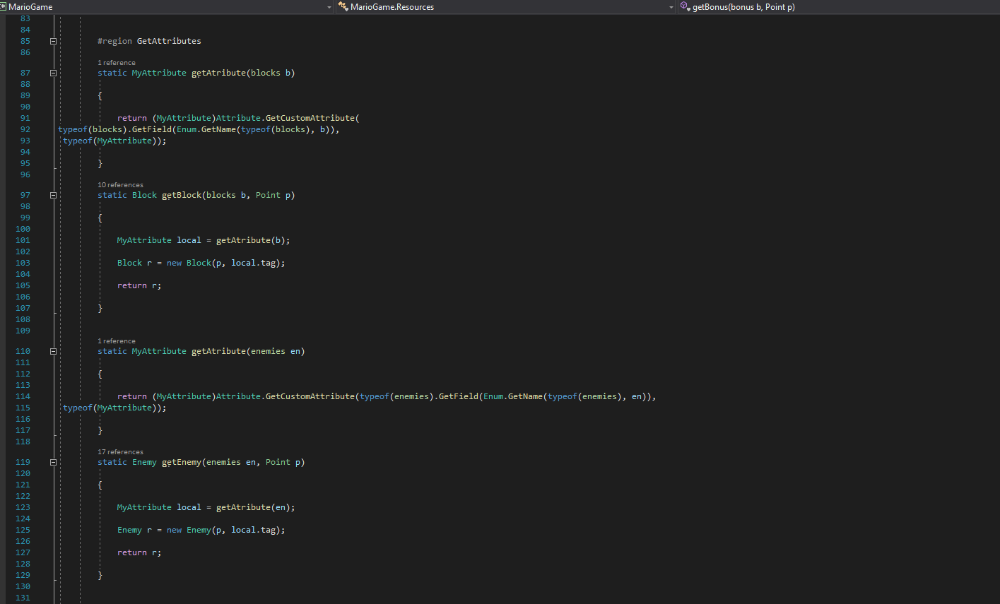 MarioGame MarioGame.Resources getBonus(bonus b, Point p)
83
84
85 #region GetAttributes
86
1 reference
87 static MyAttribute getAtribute(blocks b)
88
89 {
90
91 return (MyAttribute)Attribute.GetCustomAttribute(
92 typeof(blocks).GetField(Enum.GetName(typeof(blocks), b)),
93 typeof(MyAttribute));
94
95 }
96
10 references
97 static Block getBlock(blocks b, Point p)
98
99 {
100
101 MyAttribute local = getAtribute(b);
102
103 Block r = new Block(p, local.tag);
104
105 return r;
106
107 }
108
109
1 reference
110 static MyAttribute getAtribute(enemies en)
111
112 {
113
114 return (MyAttribute)Attribute.GetCustomAttribute(typeof(enemies).GetField(Enum.GetName(typeof(enemies), en)),
115 typeof(MyAttribute));
116
117 }
118
17 references
119 static Enemy getEnemy(enemies en, Point p)
120
121 {
122
123 MyAttribute local = getAtribute(en);
124
125 Enemy r = new Enemy(p, local.tag);
126
127 return r;
128
129 }
130
131